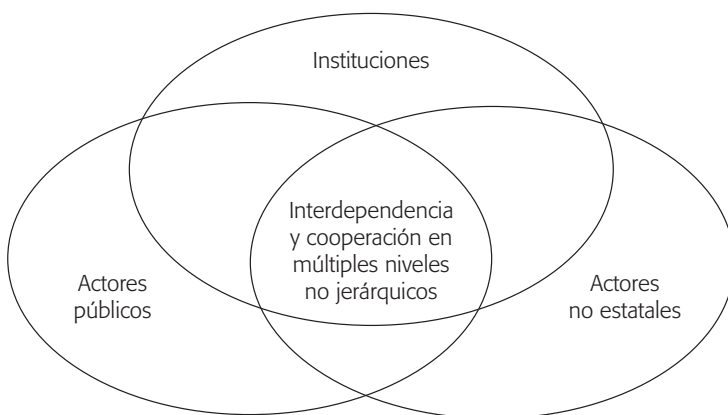 Instituciones
Interdependencia
y cooperación en
múltiples niveles
no jerárquicos
Actores
públicos
Actores
no estatales